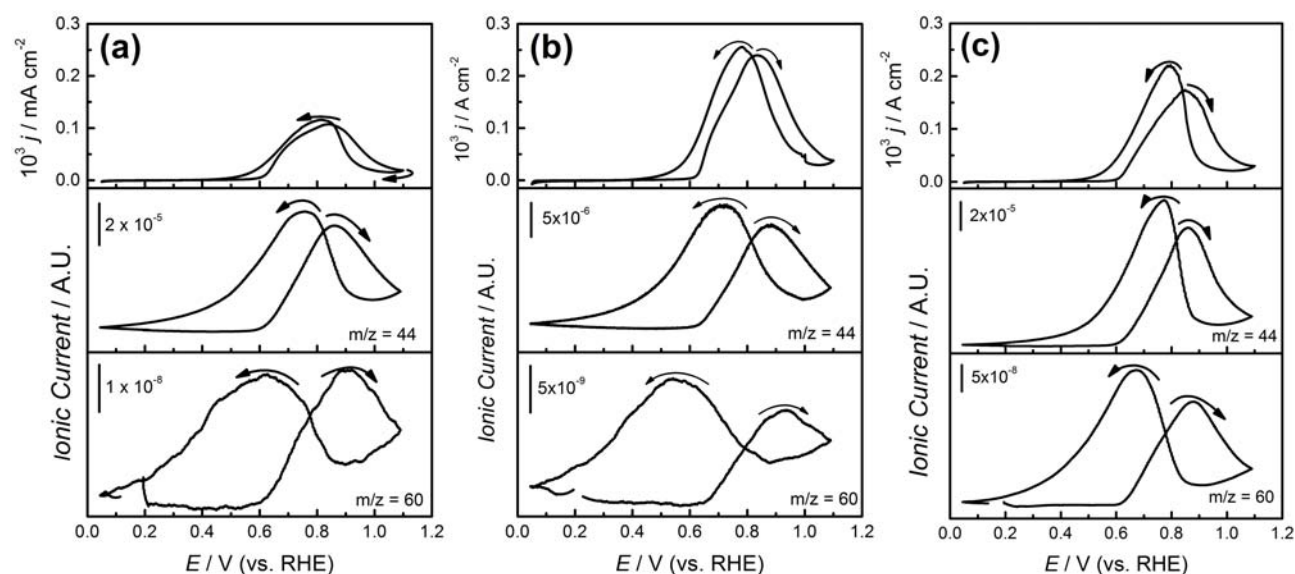 (a)
10³ j / mA cm⁻²
0.3
0.2
0.1
0.0
2 x 10⁻⁵
m/z = 44
1 x 10⁻⁸
m/z = 60
Ionic Current / A.U.
0.0 0.2 0.4 0.6 0.8 1.0 1.2
E / V (vs. RHE)
(b)
10³ j / A cm⁻²
0.3
0.2
0.1
0.0
5x10⁻⁶
m/z = 44
5x10⁻⁹
m/z = 60
Ionic Current / A.U.
0.0 0.2 0.4 0.6 0.8 1.0 1.2
E / V (vs. RHE)
(c)
10³ j / A cm⁻²
0.3
0.2
0.1
0.0
2x10⁻⁵
m/z = 44
5x10⁻⁸
m/z = 60
Ionic Current / A.U.
0.0 0.2 0.4 0.6 0.8 1.0 1.2
E / V (vs. RHE)